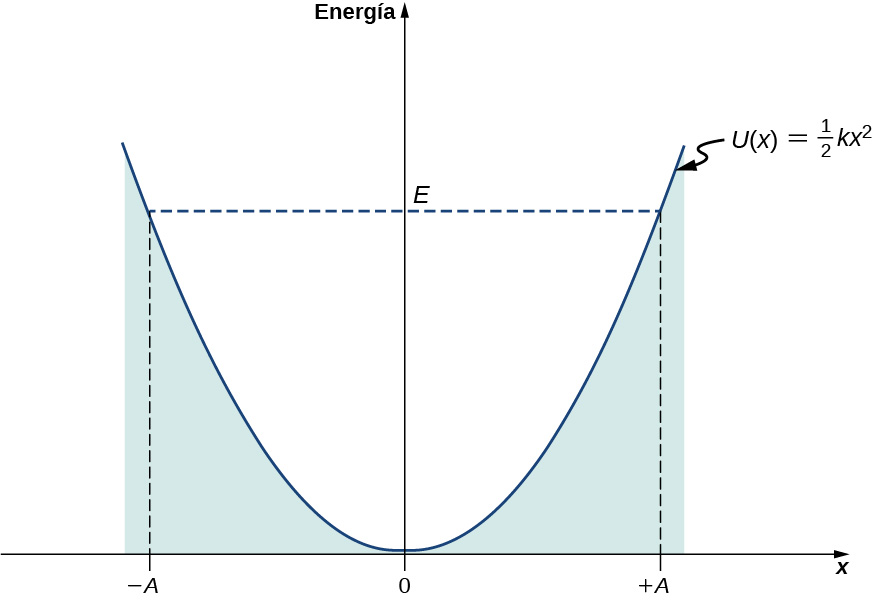 Energía
U(x) = 1/2 kx²
E
−A 0 +A
x